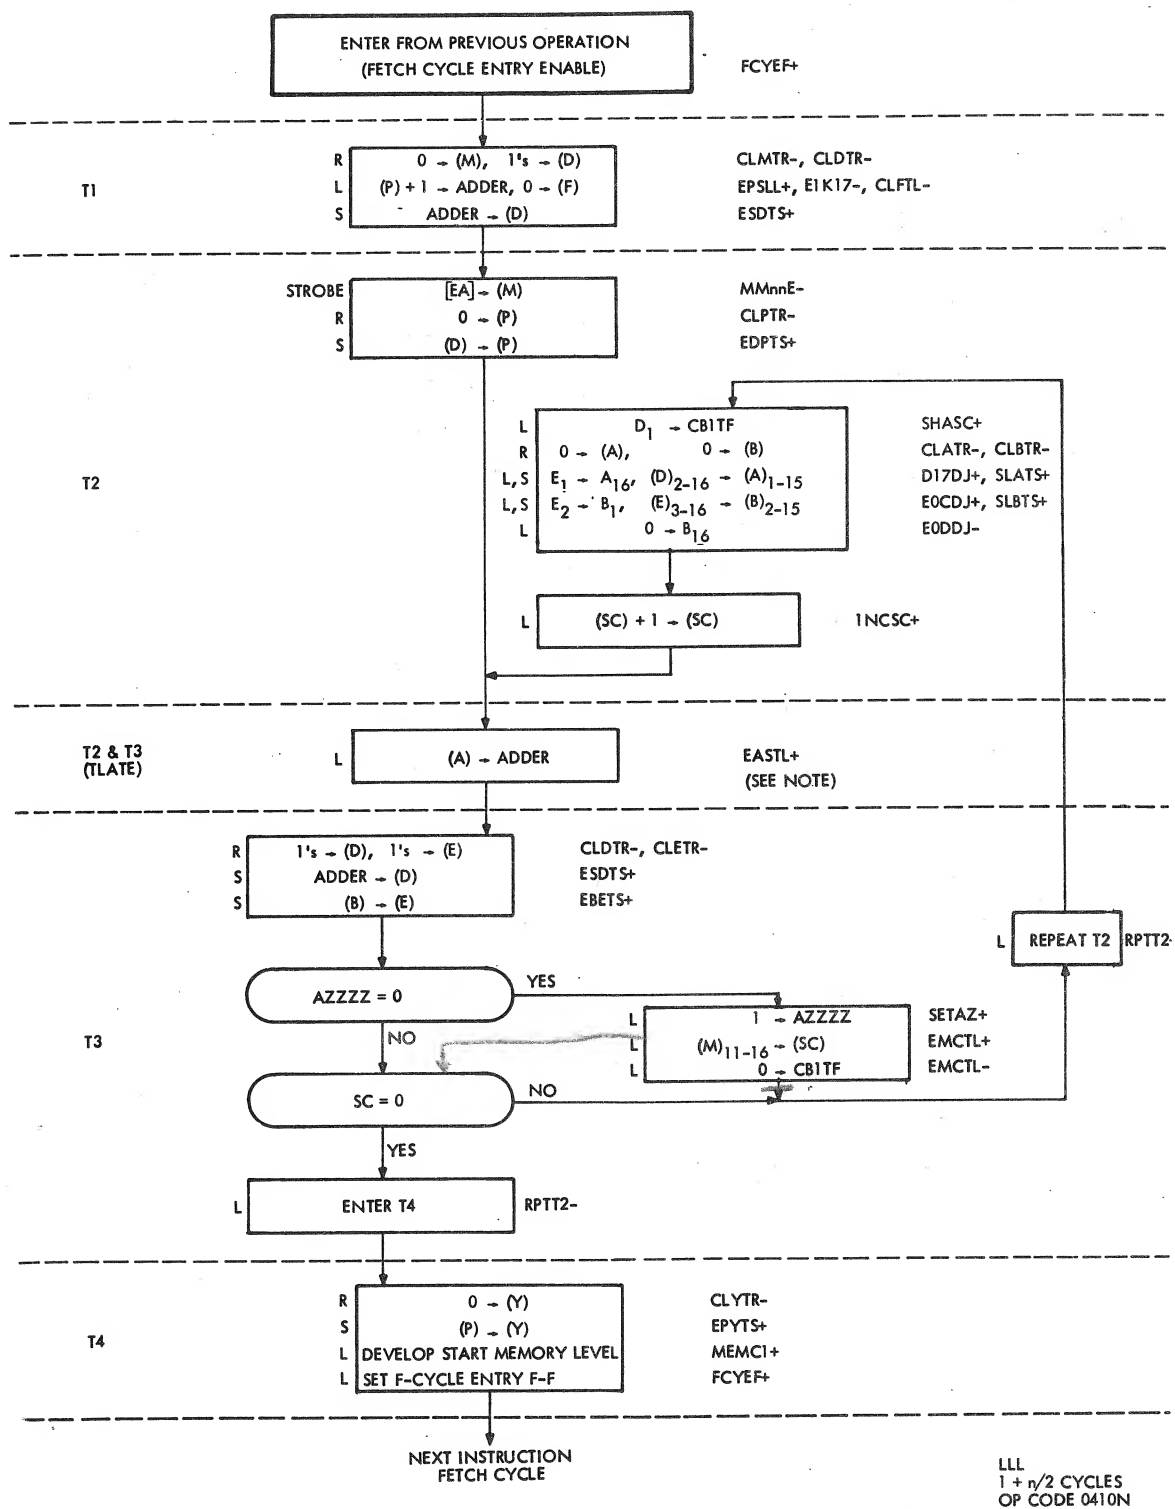 ENTER FROM PREVIOUS OPERATION
(FETCH CYCLE ENTRY ENABLE)
FCYEF+
T1
R 0 → (M), 1's → (D) CLMTR-, CLDTR-
L (P) + 1 → ADDER, 0 → (F) EPSLL+, E1K17-, CLFTL-
S ADDER → (D) ESDTS+
T2
STROBE [EA] → (M) MMnnE-
R 0 → (P) CLPTR-
S (D) → (P) EDPTS+
L D1 → CB1TF SHASC+
R 0 → (A), 0 → (B) CLATR-, CLBTR-
L,S E1 → A16, (D)2-16 → (A)1-15 D17DJ+, SLATS+
L,S E2 → B1, (E)3-16 → (B)2-15 E0CDJ+, SLBTS+
L 0 → B16 E0DDJ-
L (SC) + 1 → (SC) 1NCSC+
T2 & T3
(TLATE)
L (A) → ADDER EASTL+
(SEE NOTE)
T3
R 1's → (D), 1's → (E) CLDTR-, CLETR-
S ADDER → (D) ESDTS+
S (B) → (E) EBETS+
L REPEAT T2 RPTT2-
AZZZZ = 0
YES
NO
L 1 → AZZZZ SETAZ+
L (M)11-16 → (SC) EMCTL+
L 0 → CB1TF EMCTL-
SC = 0
NO
YES
L ENTER T4 RPTT2-
T4
R 0 → (Y) CLYTR-
S (P) → (Y) EPYTS+
L DEVELOP START MEMORY LEVEL MEMC1+
L SET F-CYCLE ENTRY F-F FCYEF+
NEXT INSTRUCTION
FETCH CYCLE
LLL
1 + n/2 CYCLES
OP CODE 0410N